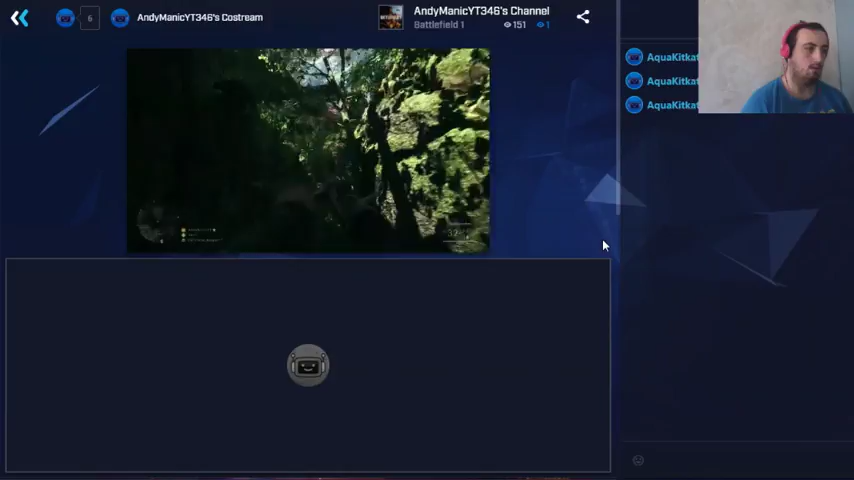 6
AndyManicYT346's Costream
AndyManicYT346's Channel
Battlefield 1
151
1
AquaKitkat
AquaKitkat
AquaKitkat